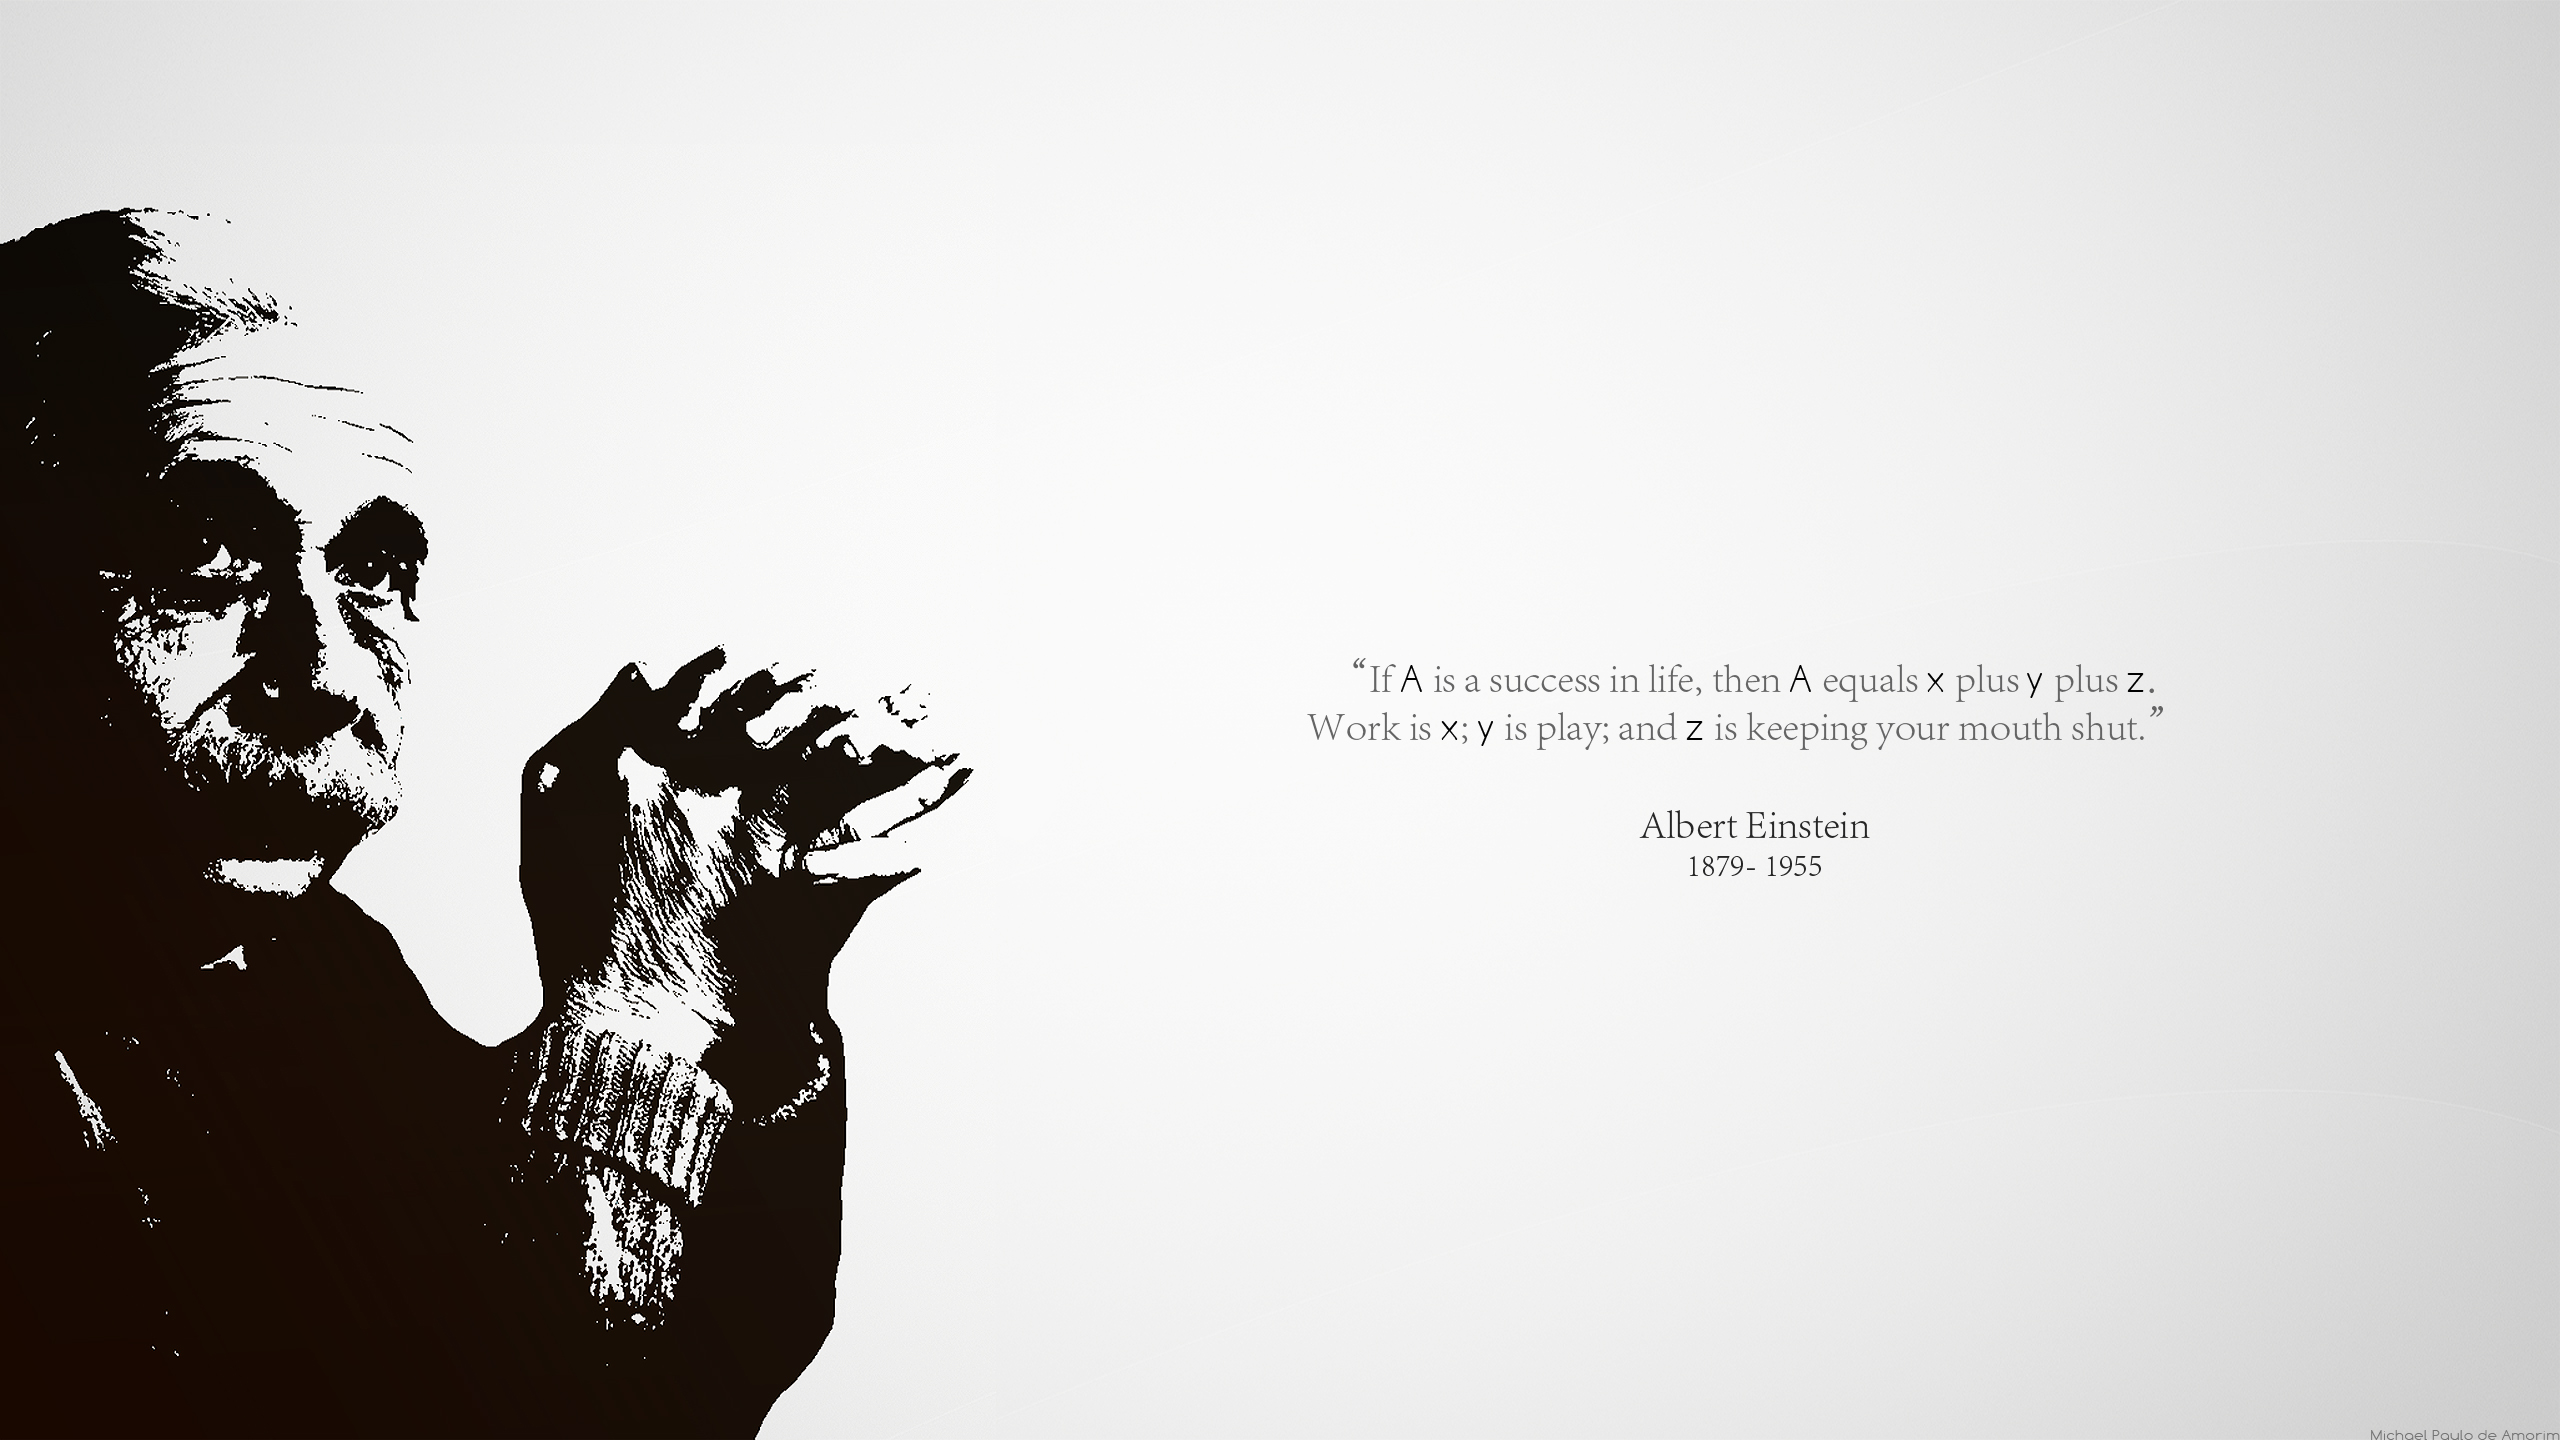 “If A is a success in life, then A equals x plus y plus z.
Work is x; y is play; and z is keeping your mouth shut.”
Albert Einstein
1879- 1955
Michael Paulo de Amorim